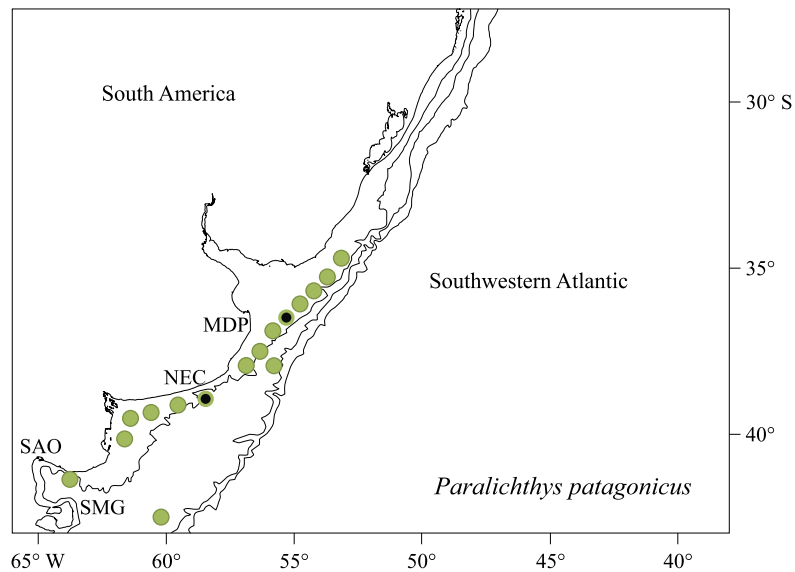 South America
30° S
Southwestern Atlantic
35°
MDP
NEC
SAO
40°
SMG
Paralichthys patagonicus
65° W 60° 55° 50° 45° 40°